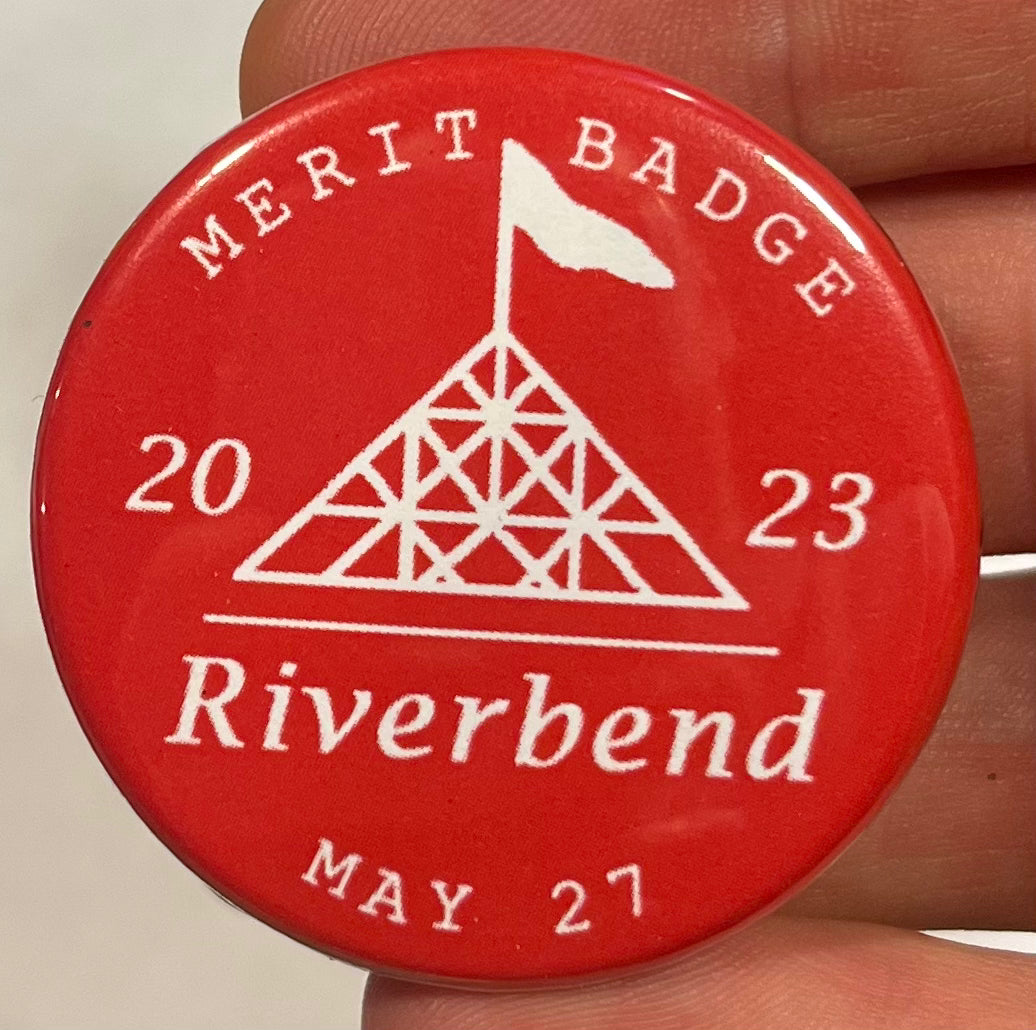 MERIT BADGE
20 23
Riverbend
MAY 27